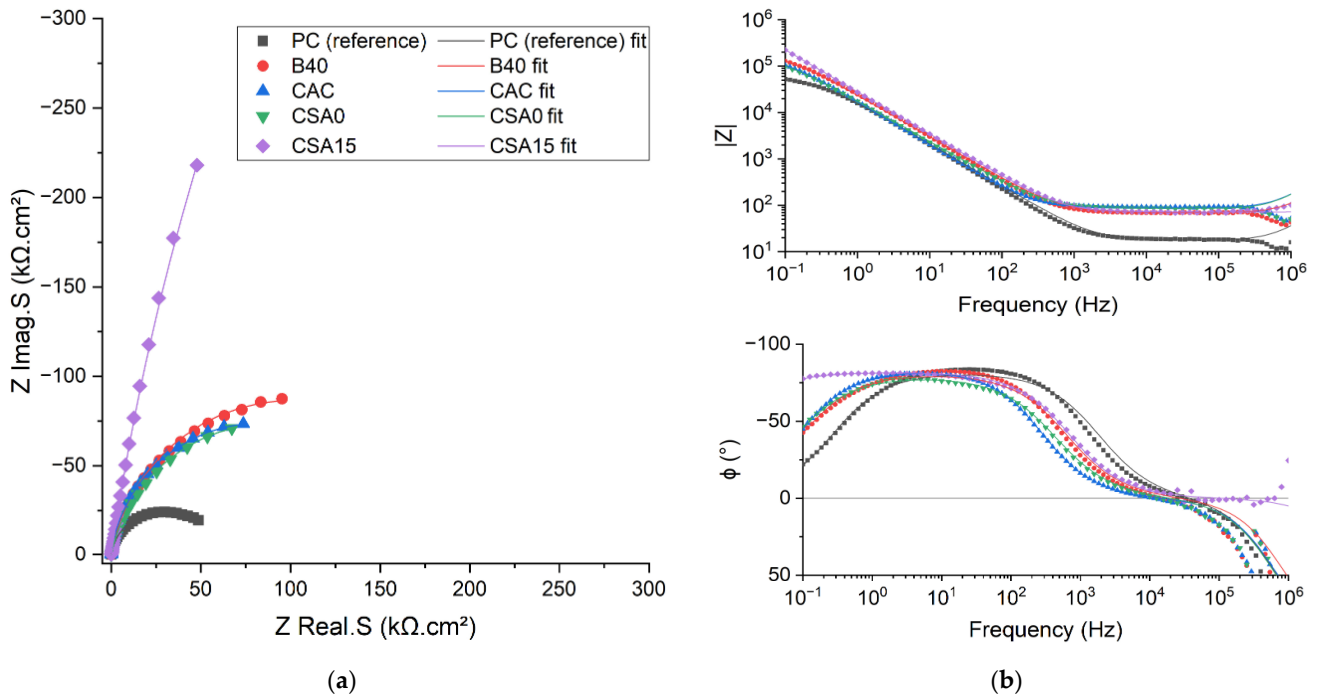 −300
−250
−200
−150
−100
−50
0
0 50 100 150 200 250 300
Z Imag.S (kΩ.cm²)
Z Real.S (kΩ.cm²)
PC (reference) PC (reference) fit
B40 B40 fit
CAC CAC fit
CSA0 CSA0 fit
CSA15 CSA15 fit
(a)
10⁶
10⁵
10⁴
10³
10²
10¹
|Z|
10⁻¹ 10⁰ 10¹ 10² 10³ 10⁴ 10⁵ 10⁶
Frequency (Hz)
−100
−50
0
50
ϕ (°)
10⁻¹ 10⁰ 10¹ 10² 10³ 10⁴ 10⁵ 10⁶
Frequency (Hz)
(b)